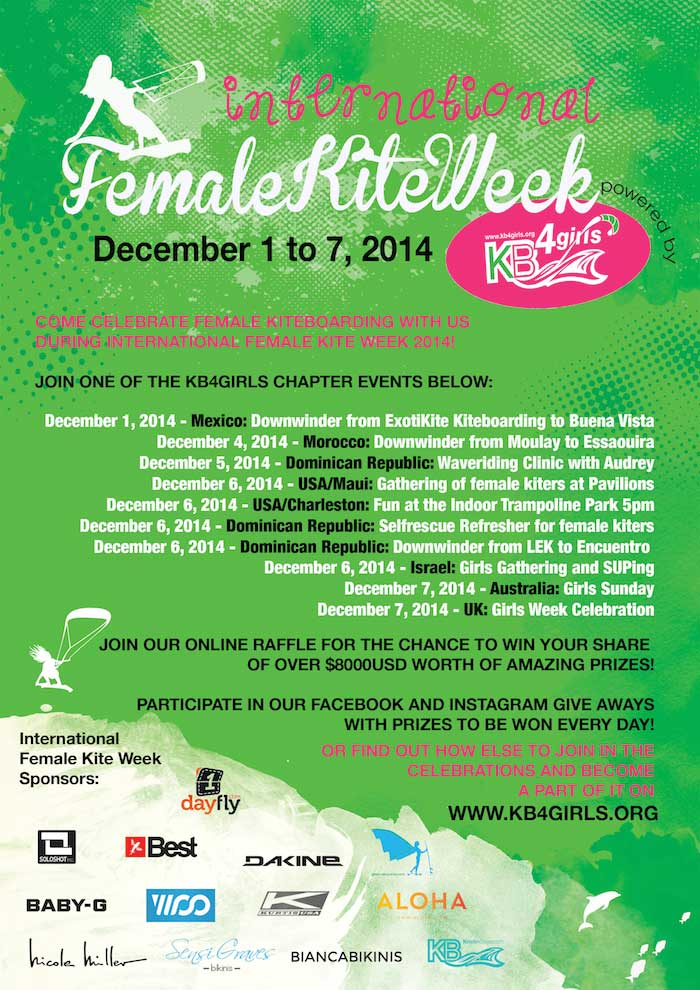 international
FemaleKiteWeek
powered by
December 1 to 7, 2014
www.kb4girls.org
KB4girls
COME CELEBRATE FEMALE KITEBOARDING WITH US
DURING INTERNATIONAL FEMALE KITE WEEK 2014!
JOIN ONE OF THE KB4GIRLS CHAPTER EVENTS BELOW:
December 1, 2014 - Mexico: Downwinder from ExotiKite Kiteboarding to Buena Vista
December 4, 2014 - Morocco: Downwinder from Moulay to Essaouira
December 5, 2014 - Dominican Republic: Waveriding Clinic with Audrey
December 6, 2014 - USA/Maui: Gathering of female kiters at Pavilions
December 6, 2014 - USA/Charleston: Fun at the Indoor Trampoline Park 5pm
December 6, 2014 - Dominican Republic: Selfrescue Refresher for female kiters
December 6, 2014 - Dominican Republic: Downwinder from LEK to Encuentro
December 6, 2014 - Israel: Girls Gathering and SUPing
December 7, 2014 - Australia: Girls Sunday
December 7, 2014 - UK: Girls Week Celebration
JOIN OUR ONLINE RAFFLE FOR THE CHANCE TO WIN YOUR SHARE
OF OVER $8000USD WORTH OF AMAZING PRIZES!
PARTICIPATE IN OUR FACEBOOK AND INSTAGRAM GIVE AWAYS
WITH PRIZES TO BE WON EVERY DAY!
OR FIND OUT HOW ELSE TO JOIN IN THE
CELEBRATIONS AND BECOME
A PART OF IT ON
WWW.KB4GIRLS.ORG
International
Female Kite Week
Sponsors:
dayfly
SOLOSHOT
Best
DAKINE
BABY-G
KURTIS USA
ALOHA
nicole miller
Sensi Graves
bikinis
BIANCABIKINIS
KB